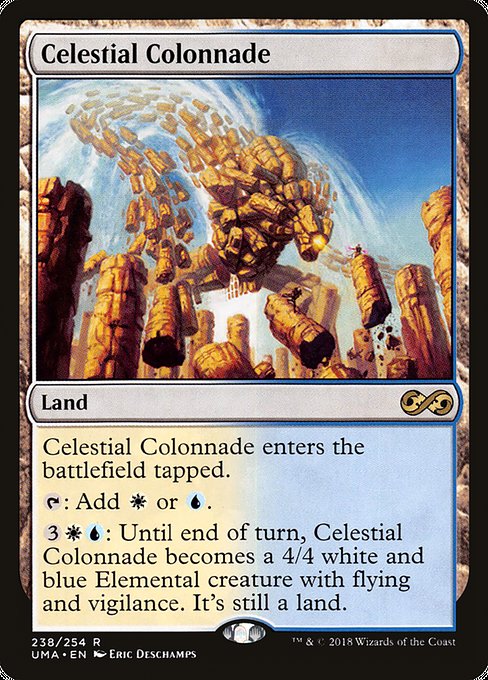 Celestial Colonnade
Land
Celestial Colonnade enters the
battlefield tapped.
: Add or .
3 : Until end of turn, Celestial
Colonnade becomes a 4/4 white and
blue Elemental creature with flying
and vigilance. It's still a land.
238/254 R
UMA • EN Eric Deschamps
™ & © 2018 Wizards of the Coast